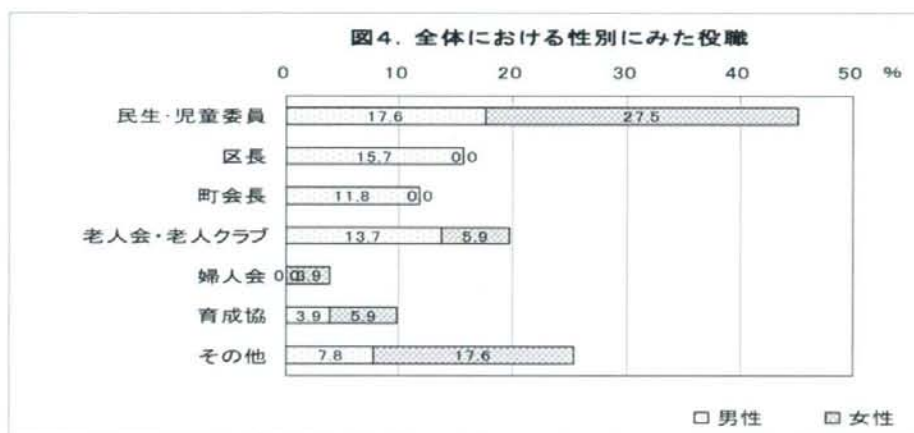 図4. 全体における性別にみた役職
0 10 20 30 40 50 %
民生・児童委員 17.6 27.5
区長 15.7 0.0
町会長 11.8 0.0
老人会・老人クラブ 13.7 5.9
婦人会 0.0 3.9
育成協 3.9 5.9
その他 7.8 17.6
男性 女性